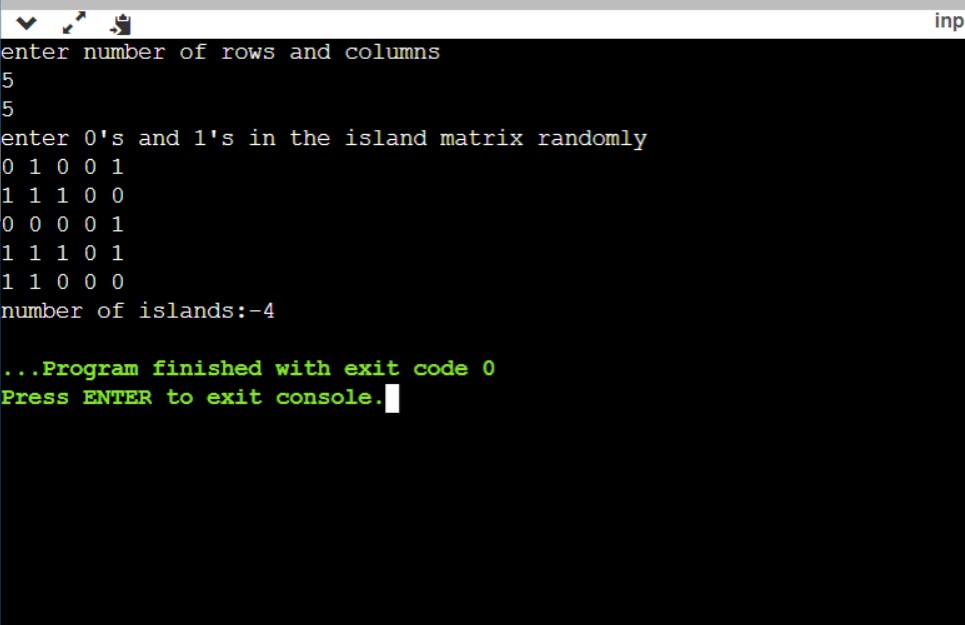 inp
enter number of rows and columns
5
5
enter 0's and 1's in the island matrix randomly
0 1 0 0 1
1 1 1 0 0
0 0 0 0 1
1 1 1 0 1
1 1 0 0 0
number of islands:-4
...Program finished with exit code 0
Press ENTER to exit console.